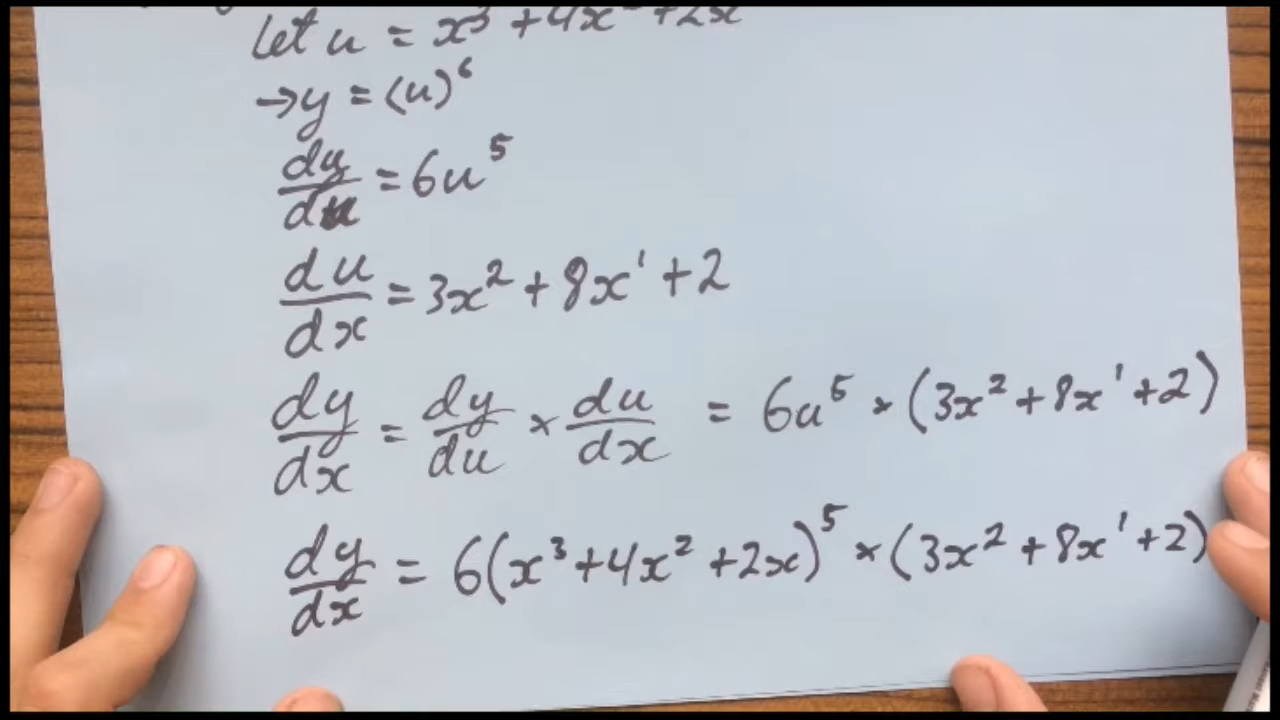 Let u = x³ + 4x² + 2x
→ y = (u)⁶
dy/du = 6u⁵
du/dx = 3x² + 8x¹ + 2
dy/dx = dy/du × du/dx = 6u⁵ × (3x² + 8x¹ + 2)
dy/dx = 6(x³ + 4x² + 2x)⁵ × (3x² + 8x¹ + 2)